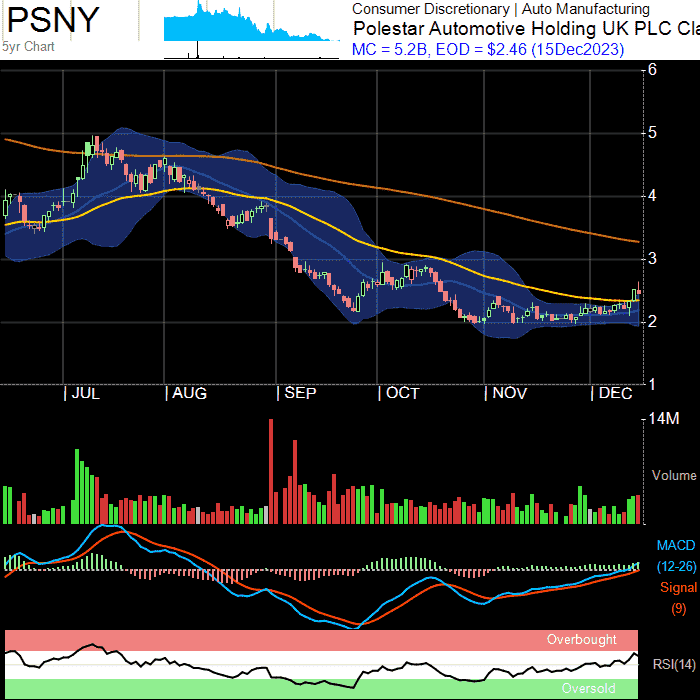 PSNY
5yr Chart
Consumer Discretionary | Auto Manufacturing
Polestar Automotive Holding UK PLC Cla
MC = 5.2B, EOD = $2.46 (15Dec2023)
6
5
4
3
2
1
| JUL | AUG | SEP | OCT | NOV | DEC
14M
Volume
MACD
(12-26)
Signal
(9)
Overbought
RSI(14)
Oversold